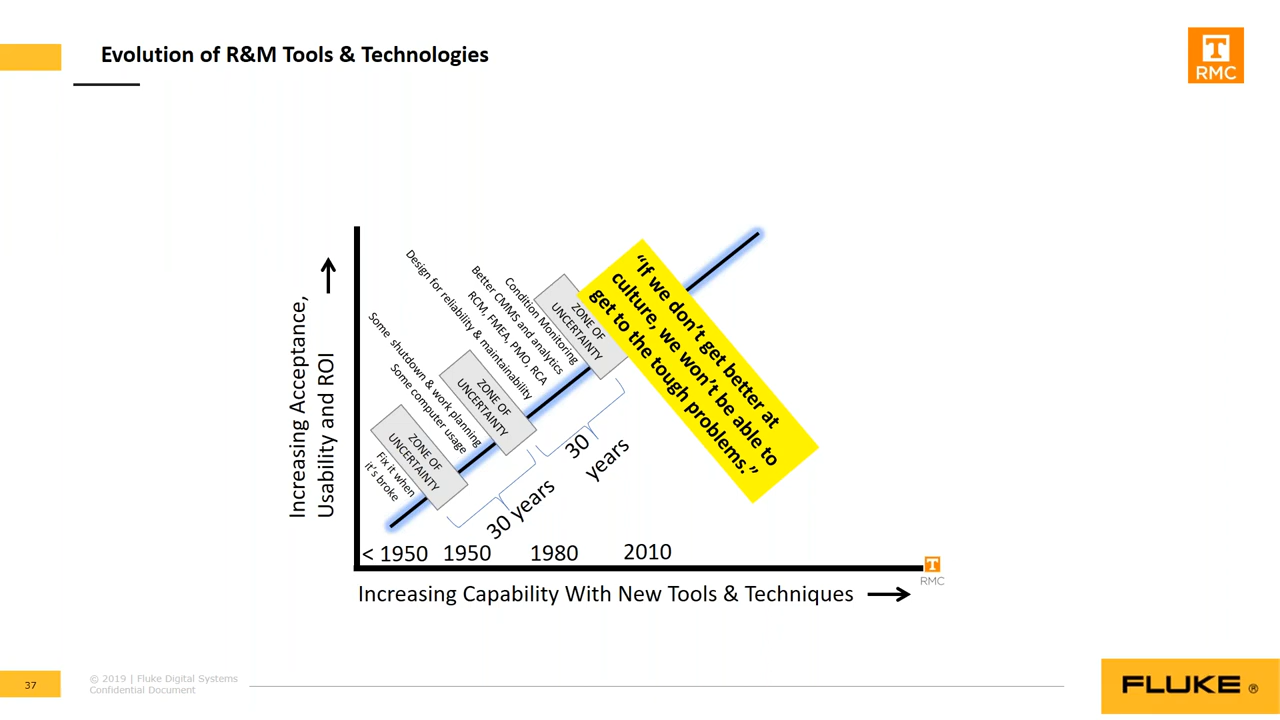 Evolution of R&M Tools & Technologies
T
RMC
Increasing Acceptance,
Usability and ROI
Fix it when
it's broke
ZONE OF
UNCERTAINTY
Some shutdown & work planning
Some computer usage
ZONE OF
UNCERTAINTY
Design for reliability & maintainability
RCM, FMEA, PMO, RCA
Better CMMS and analytics
Condition Monitoring
ZONE OF
UNCERTAINTY
“If we don’t get better at
culture, we won’t be able to
get to the tough problems.”
30 years
30
years
< 1950
1950
1980
2010
T
RMC
Increasing Capability With New Tools & Techniques
37
© 2019 | Fluke Digital Systems
Confidential Document
FLUKE ®